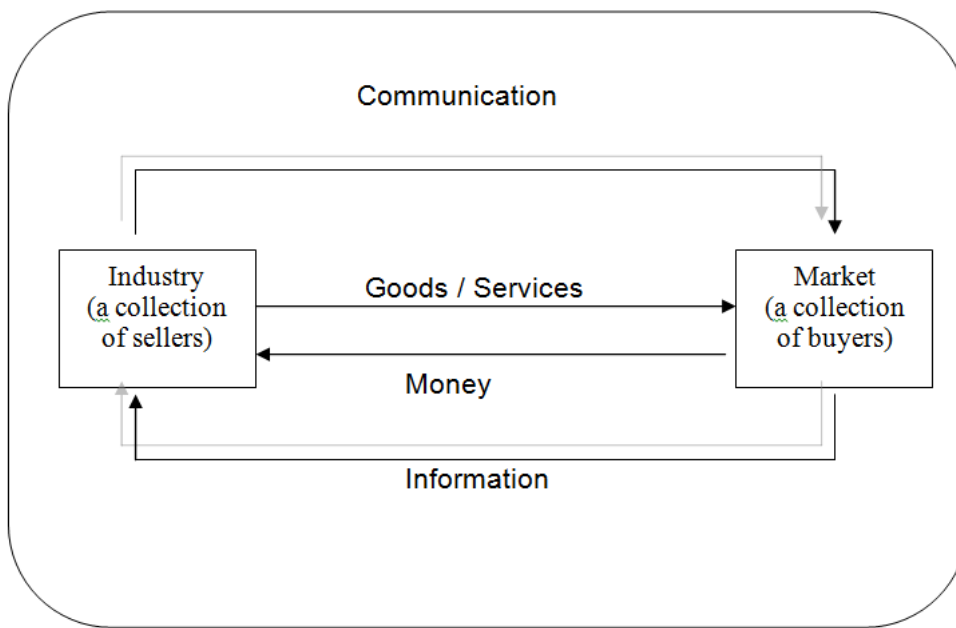 Communication
Industry
(a collection
of sellers)
Goods / Services
Market
(a collection
of buyers)
Money
Information